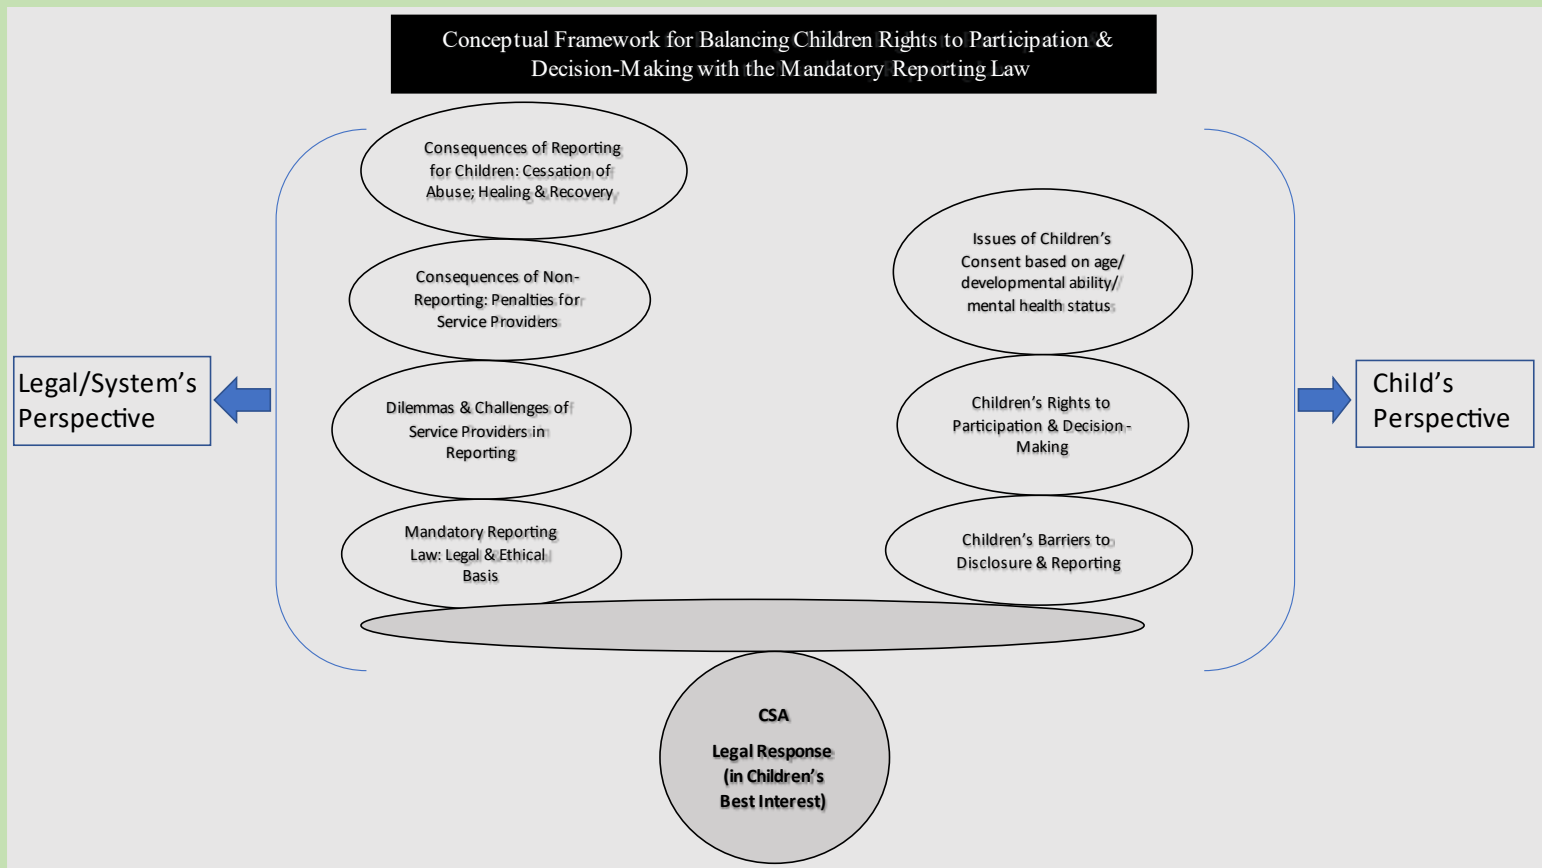 Conceptual Framework for Balancing Children Rights to Participation &
Decision-Making with the Mandatory Reporting Law
Consequences of Reporting
for Children: Cessation of
Abuse; Healing & Recovery
Consequences of Non-
Reporting: Penalties for
Service Providers
Dilemmas & Challenges of
Service Providers in
Reporting
Mandatory Reporting
Law: Legal & Ethical
Basis
Legal/System's
Perspective
Issues of Children's
Consent based on age/
developmental ability/
mental health status
Children's Rights to
Participation & Decision-
Making
Children's Barriers to
Disclosure & Reporting
Child's
Perspective
CSA
Legal Response
(in Children's
Best Interest)